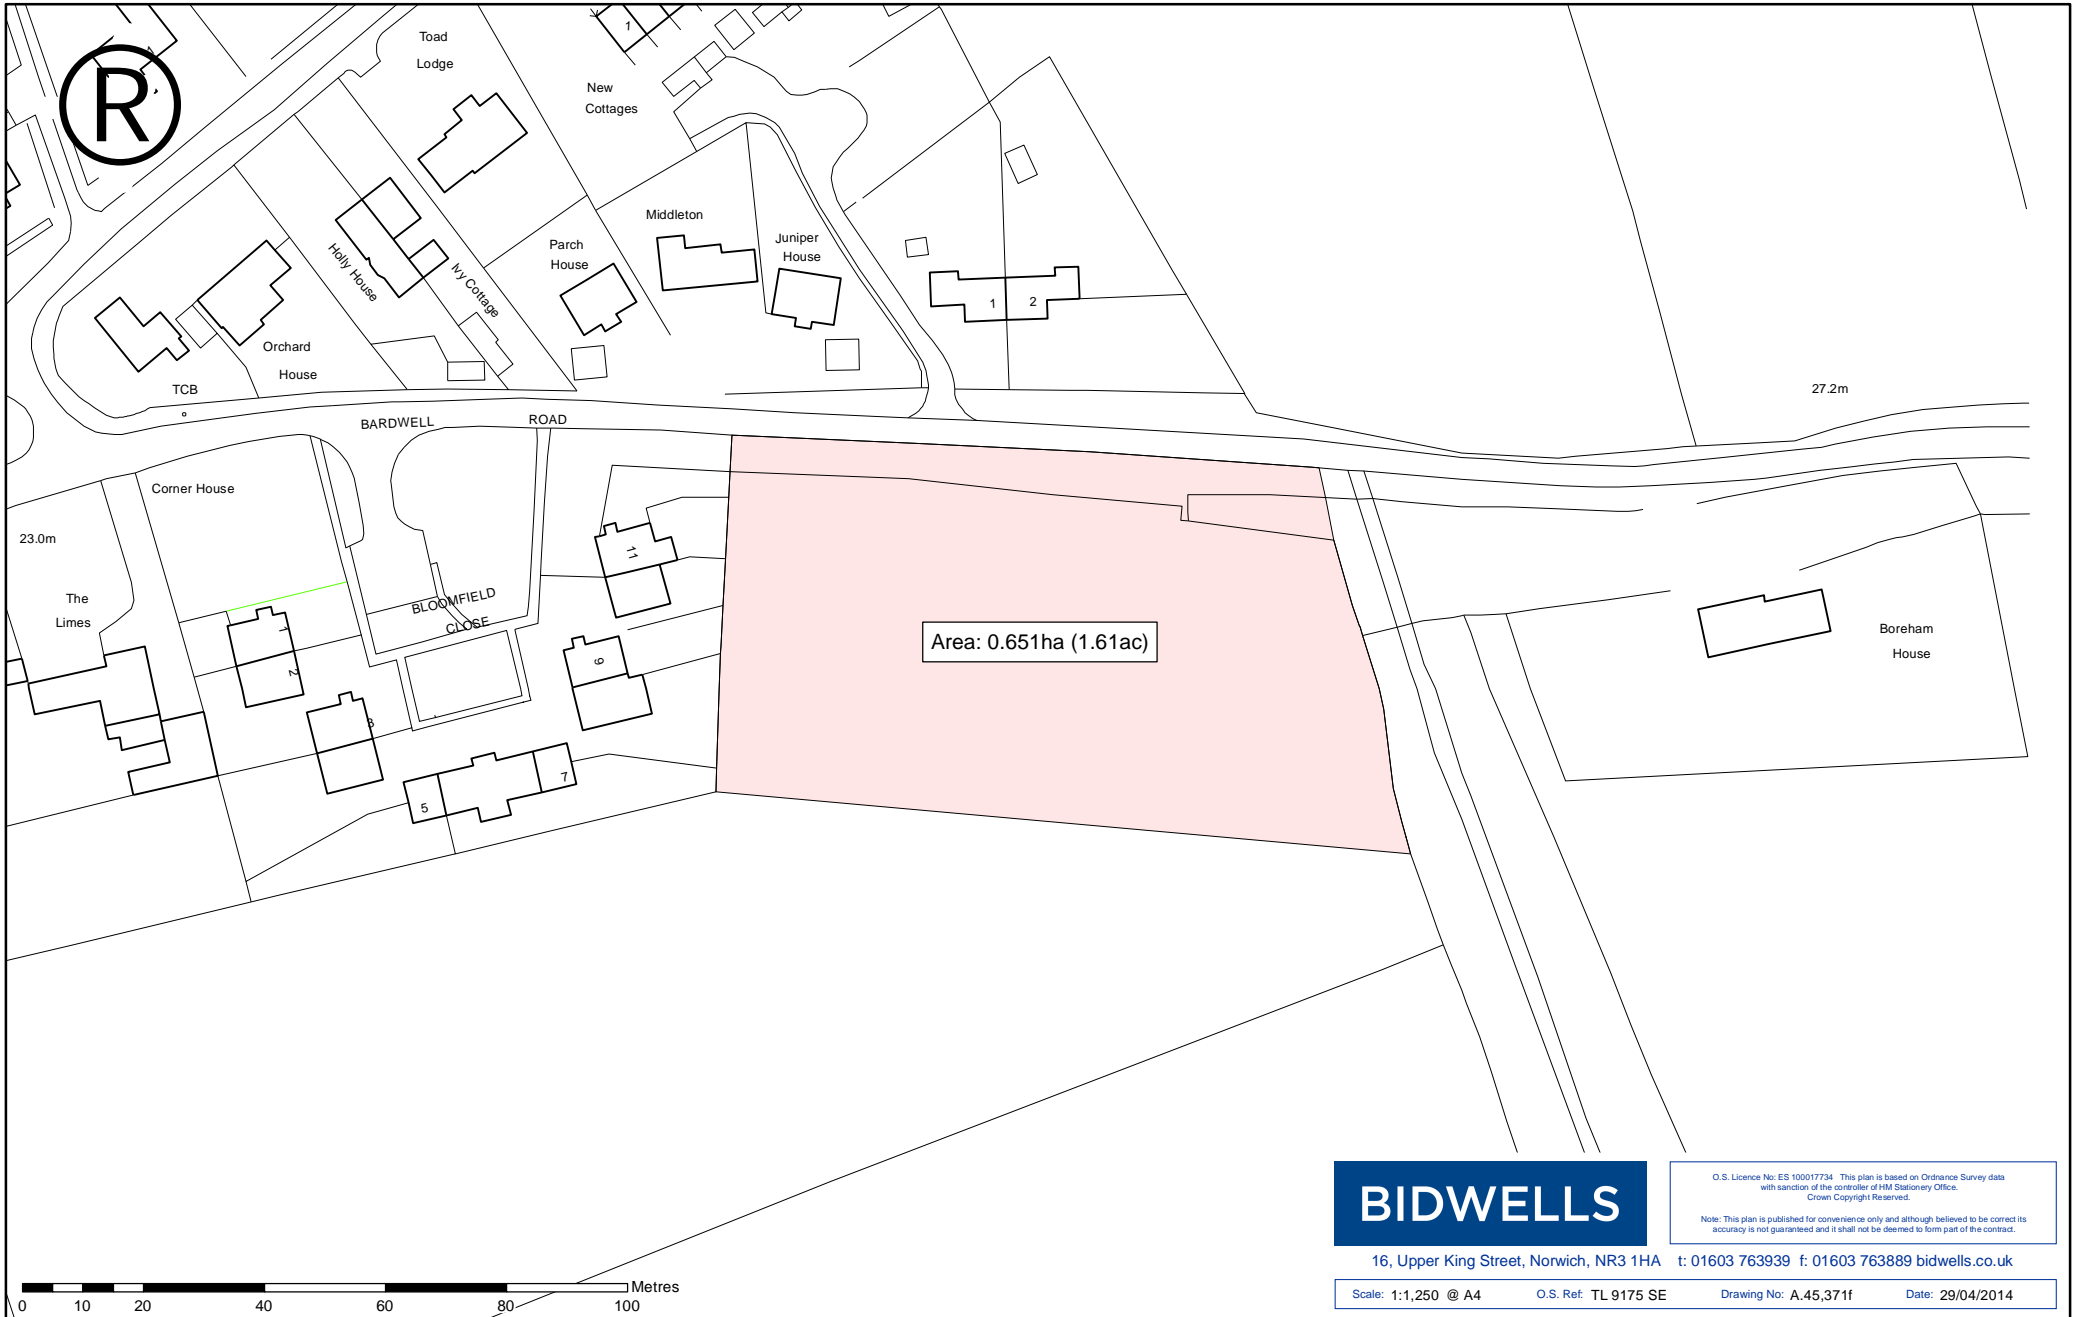 ®
Toad
Lodge
1
New
Cottages
Middleton
Juniper
House
Parch
House
Holly House
Ivy Cottage
1
2
Orchard
House
TCB
27.2m
BARDWELL ROAD
Corner House
23.0m
11
The
Limes
BLOOMFIELD
CLOSE
1
2
9
3
7
5
Area: 0.651ha (1.61ac)
Boreham
House
BIDWELLS
O.S. Licence No: ES 100017734 This plan is based on Ordnance Survey data
with sanction of the controller of HM Stationery Office.
Crown Copyright Reserved.
Note: This plan is published for convenience only and although believed to be correct its
accuracy is not guaranteed and it shall not be deemed to form part of the contract.
16, Upper King Street, Norwich, NR3 1HA t: 01603 763939 f: 01603 763889 bidwells.co.uk
Scale: 1:1,250 @ A4 O.S. Ref: TL 9175 SE Drawing No: A.45,371f Date: 29/04/2014
Metres
0 10 20 40 60 80 100